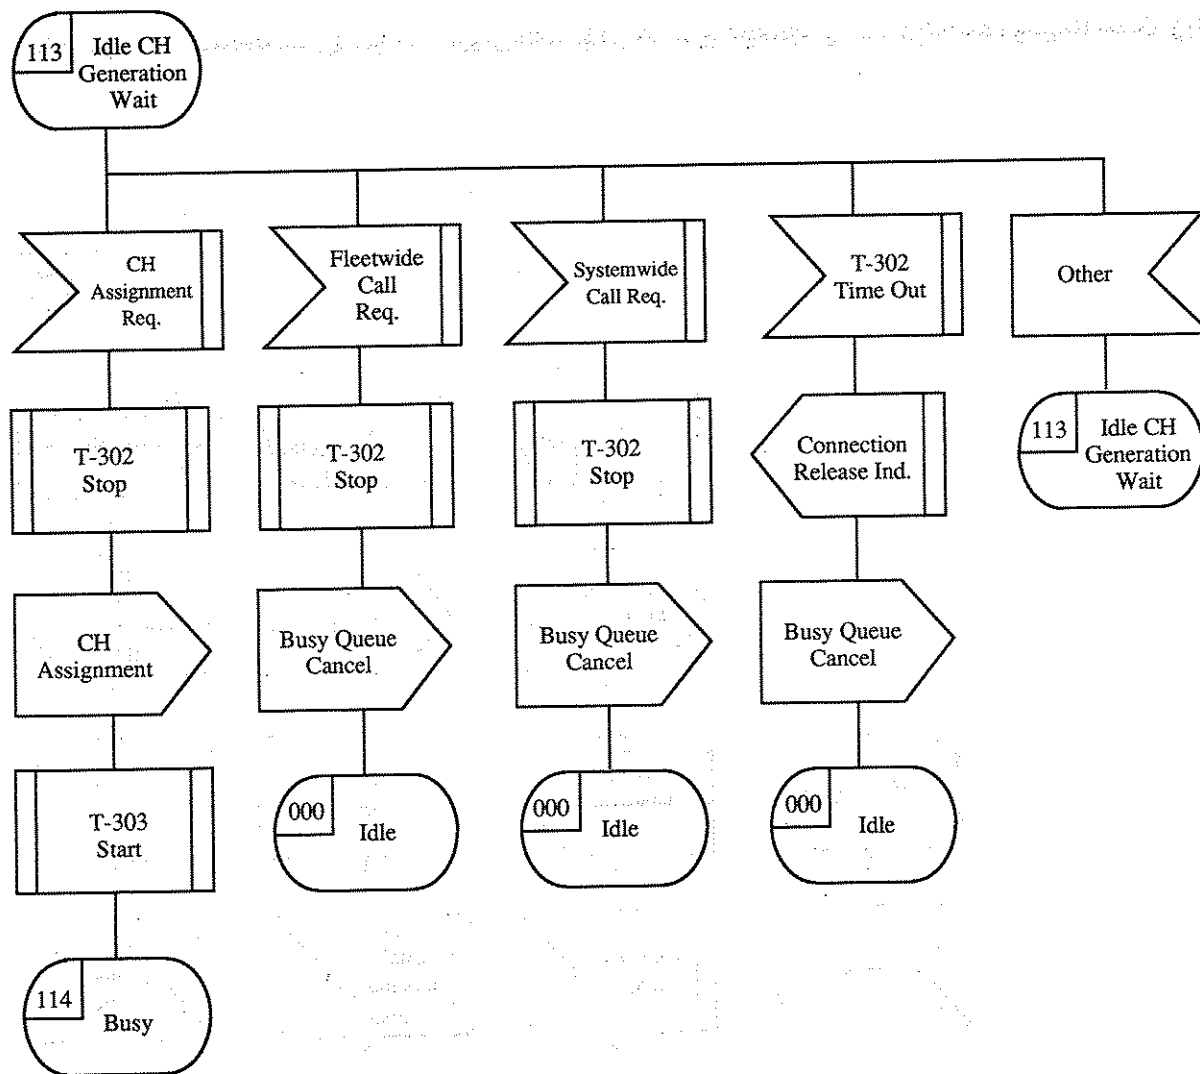 113
Idle CH
Generation
Wait
CH
Assignment
Req.
Fleetwide
Call
Req.
Systemwide
Call Req.
T-302
Time Out
Other
T-302
Stop
T-302
Stop
T-302
Stop
Connection
Release Ind.
113
Idle CH
Generation
Wait
CH
Assignment
Busy Queue
Cancel
Busy Queue
Cancel
Busy Queue
Cancel
T-303
Start
000
Idle
000
Idle
000
Idle
114
Busy